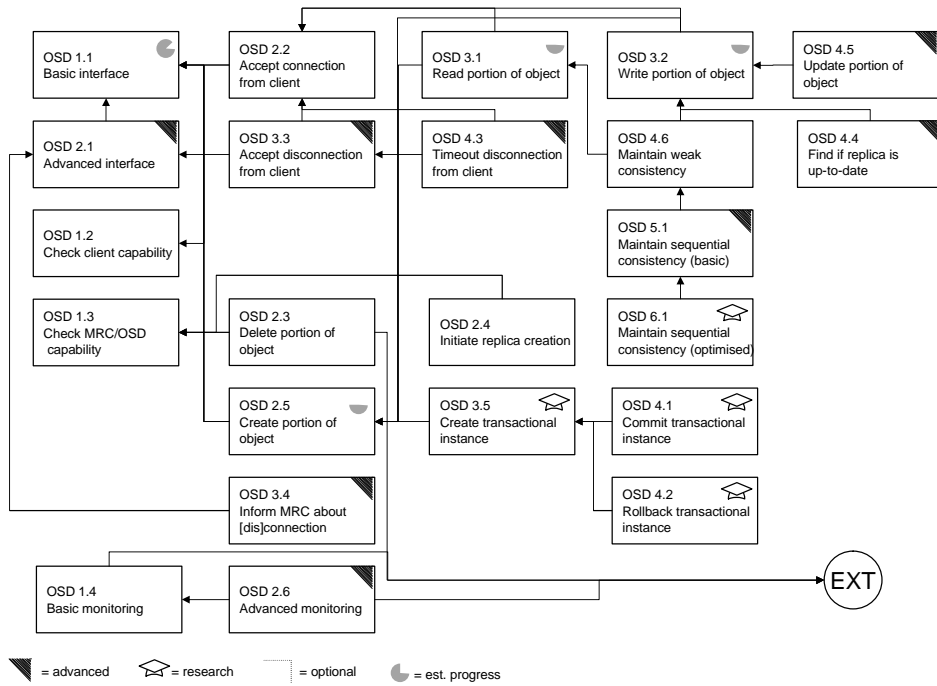 OSD 1.1
Basic interface
OSD 2.2
Accept connection
from client
OSD 3.1
Read portion of object
OSD 3.2
Write portion of object
OSD 4.5
Update portion of
object
OSD 2.1
Advanced interface
OSD 3.3
Accept disconnection
from client
OSD 4.3
Timeout disconnection
from client
OSD 4.6
Maintain weak
consistency
OSD 4.4
Find if replica is
up-to-date
OSD 1.2
Check client capability
OSD 5.1
Maintain sequential
consistency (basic)
OSD 1.3
Check MRC/OSD
capability
OSD 2.3
Delete portion of
object
OSD 2.4
Initiate replica creation
OSD 6.1
Maintain sequential
consistency (optimised)
OSD 2.5
Create portion of
object
OSD 3.5
Create transactional
instance
OSD 4.1
Commit transactional
instance
OSD 3.4
Inform MRC about
[dis]connection
OSD 4.2
Rollback transactional
instance
OSD 1.4
Basic monitoring
OSD 2.6
Advanced monitoring
EXT
= advanced
= research
= optional
= est. progress